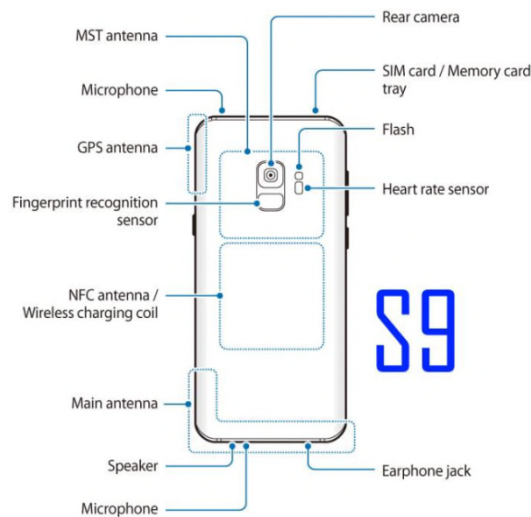 Rear camera
MST antenna
SIM card / Memory card
tray
Microphone
Flash
GPS antenna
Heart rate sensor
Fingerprint recognition
sensor
NFC antenna /
Wireless charging coil
S9
Main antenna
Speaker
Earphone jack
Microphone